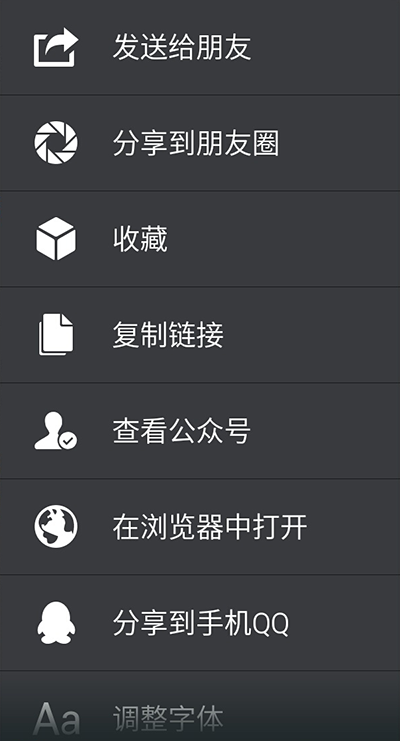 发送给朋友
分享到朋友圈
收藏
复制链接
查看公众号
在浏览器中打开
分享到手机QQ
Aa 调整字体